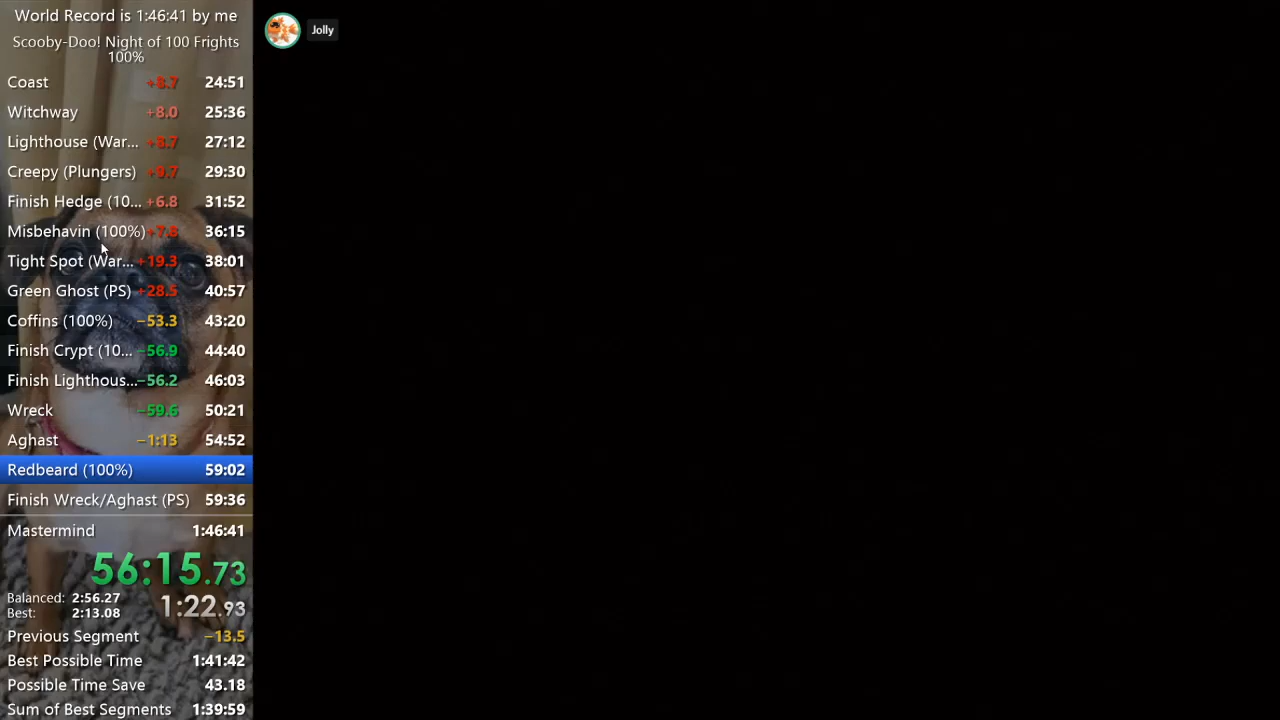 World Record is 1:46:41 by me
Scooby-Doo! Night of 100 Frights
100%
Jolly
Coast +8.7 24:51
Witchway +8.0 25:36
Lighthouse (War... +8.7 27:12
Creepy (Plungers) +9.7 29:30
Finish Hedge (10... +6.8 31:52
Misbehavin (100%) +7.8 36:15
Tight Spot (War... +19.3 38:01
Green Ghost (PS) +28.5 40:57
Coffins (100%) −53.3 43:20
Finish Crypt (10... −56.9 44:40
Finish Lighthous... −56.2 46:03
Wreck −59.6 50:21
Aghast −1:13 54:52
Redbeard (100%) 59:02
Finish Wreck/Aghast (PS) 59:36
Mastermind 1:46:41
56:15.73
Balanced: 2:56.27
Best: 2:13.08
1:22.93
Previous Segment −13.5
Best Possible Time 1:41:42
Possible Time Save 43.18
Sum of Best Segments 1:39:59